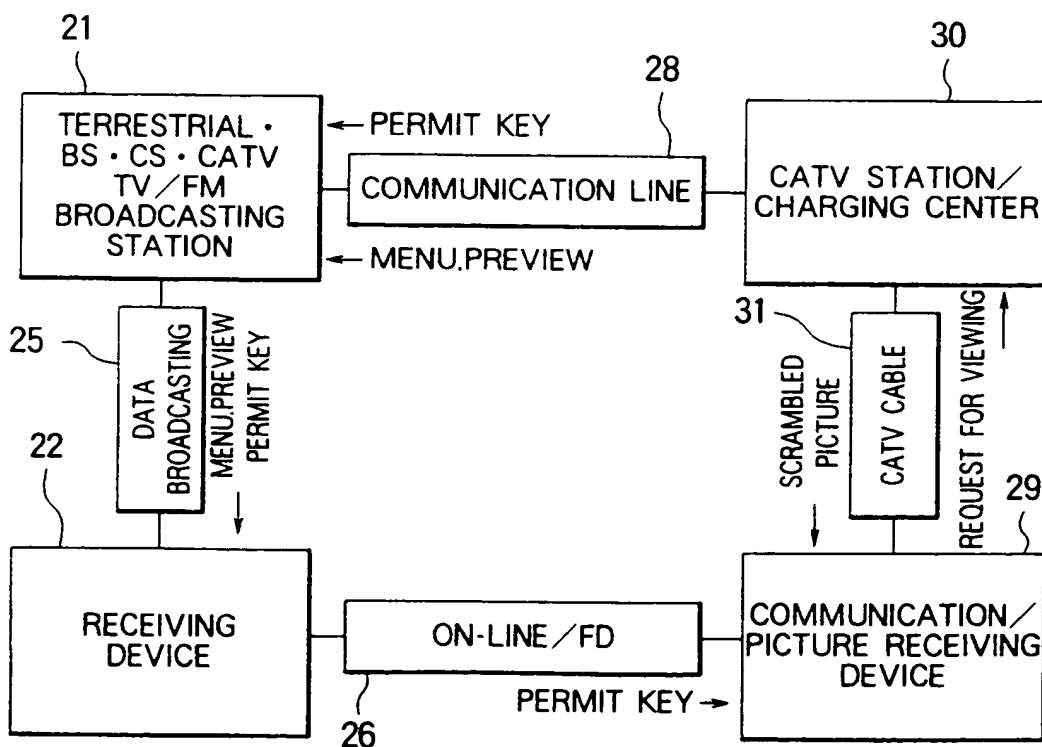 21
28
30
TERRESTRIAL・
BS・CS・CATV
TV/FM
BROADCASTING
STATION
←PERMIT KEY
COMMUNICATION LINE
←MENU.PREVIEW
CATV STATION/
CHARGING CENTER
25
DATA
BROADCASTING
MENU.PREVIEW
PERMIT KEY
31
SCRAMBLED
PICTURE
CATV CABLE
REQUEST FOR VIEWING
22
29
RECEIVING
DEVICE
ON-LINE/FD
26
PERMIT KEY→
COMMUNICATION/
PICTURE RECEIVING
DEVICE